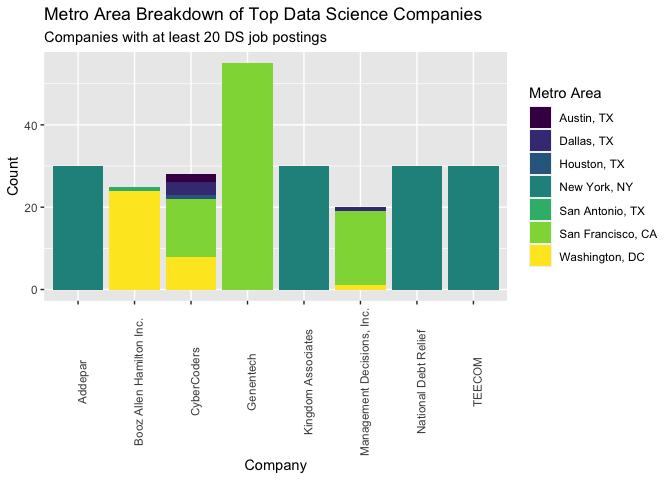 Metro Area Breakdown of Top Data Science Companies
Companies with at least 20 DS job postings
Count
40
20
0
Addepar
Booz Allen Hamilton Inc.
CyberCoders
Genentech
Kingdom Associates
Management Decisions, Inc.
National Debt Relief
TEECOM
Company
Metro Area
Austin, TX
Dallas, TX
Houston, TX
New York, NY
San Antonio, TX
San Francisco, CA
Washington, DC